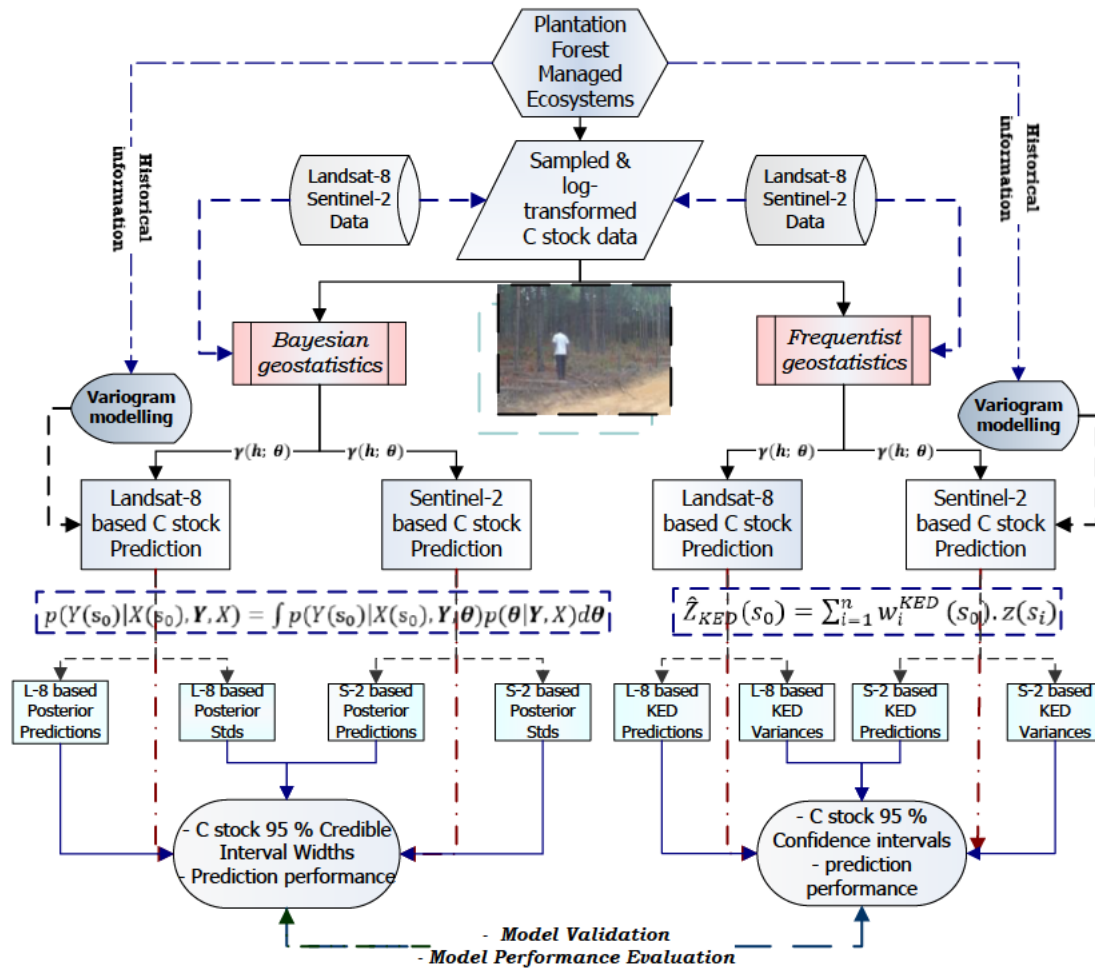 Plantation
Forest
Managed
Ecosystems
Historical
information
Historical
information
Landsat-8
Sentinel-2
Data
Sampled &
log-
transformed
C stock data
Landsat-8
Sentinel-2
Data
Bayesian
geostatistics
Frequentist
geostatistics
Variogram
modelling
Variogram
modelling
γ(h; θ) γ(h; θ)
γ(h; θ) γ(h; θ)
Landsat-8
based C stock
Prediction
Sentinel-2
based C stock
Prediction
Landsat-8
based C stock
Prediction
Sentinel-2
based C stock
Prediction
p(Y(s₀)|X(s₀), Y, X) = ∫ p(Y(s₀)|X(s₀), Y, θ)p(θ|Y, X)dθ
Ẑ_KED(s₀) = ∑ⁿᵢ₌₁ wᵢᴷᴱᴰ (s₀). z(sᵢ)
L-8 based
Posterior
Predictions
L-8 based
Posterior
Stds
S-2 based
Posterior
Predictions
S-2 based
Posterior
Stds
L-8 based
KED
Predictions
L-8 based
KED
Variances
S-2 based
KED
Predictions
S-2 based
KED
Variances
- C stock 95 % Credible
Interval Widths
- Prediction performance
- C stock 95 %
Confidence intervals
- prediction
performance
- Model Validation
- Model Performance Evaluation